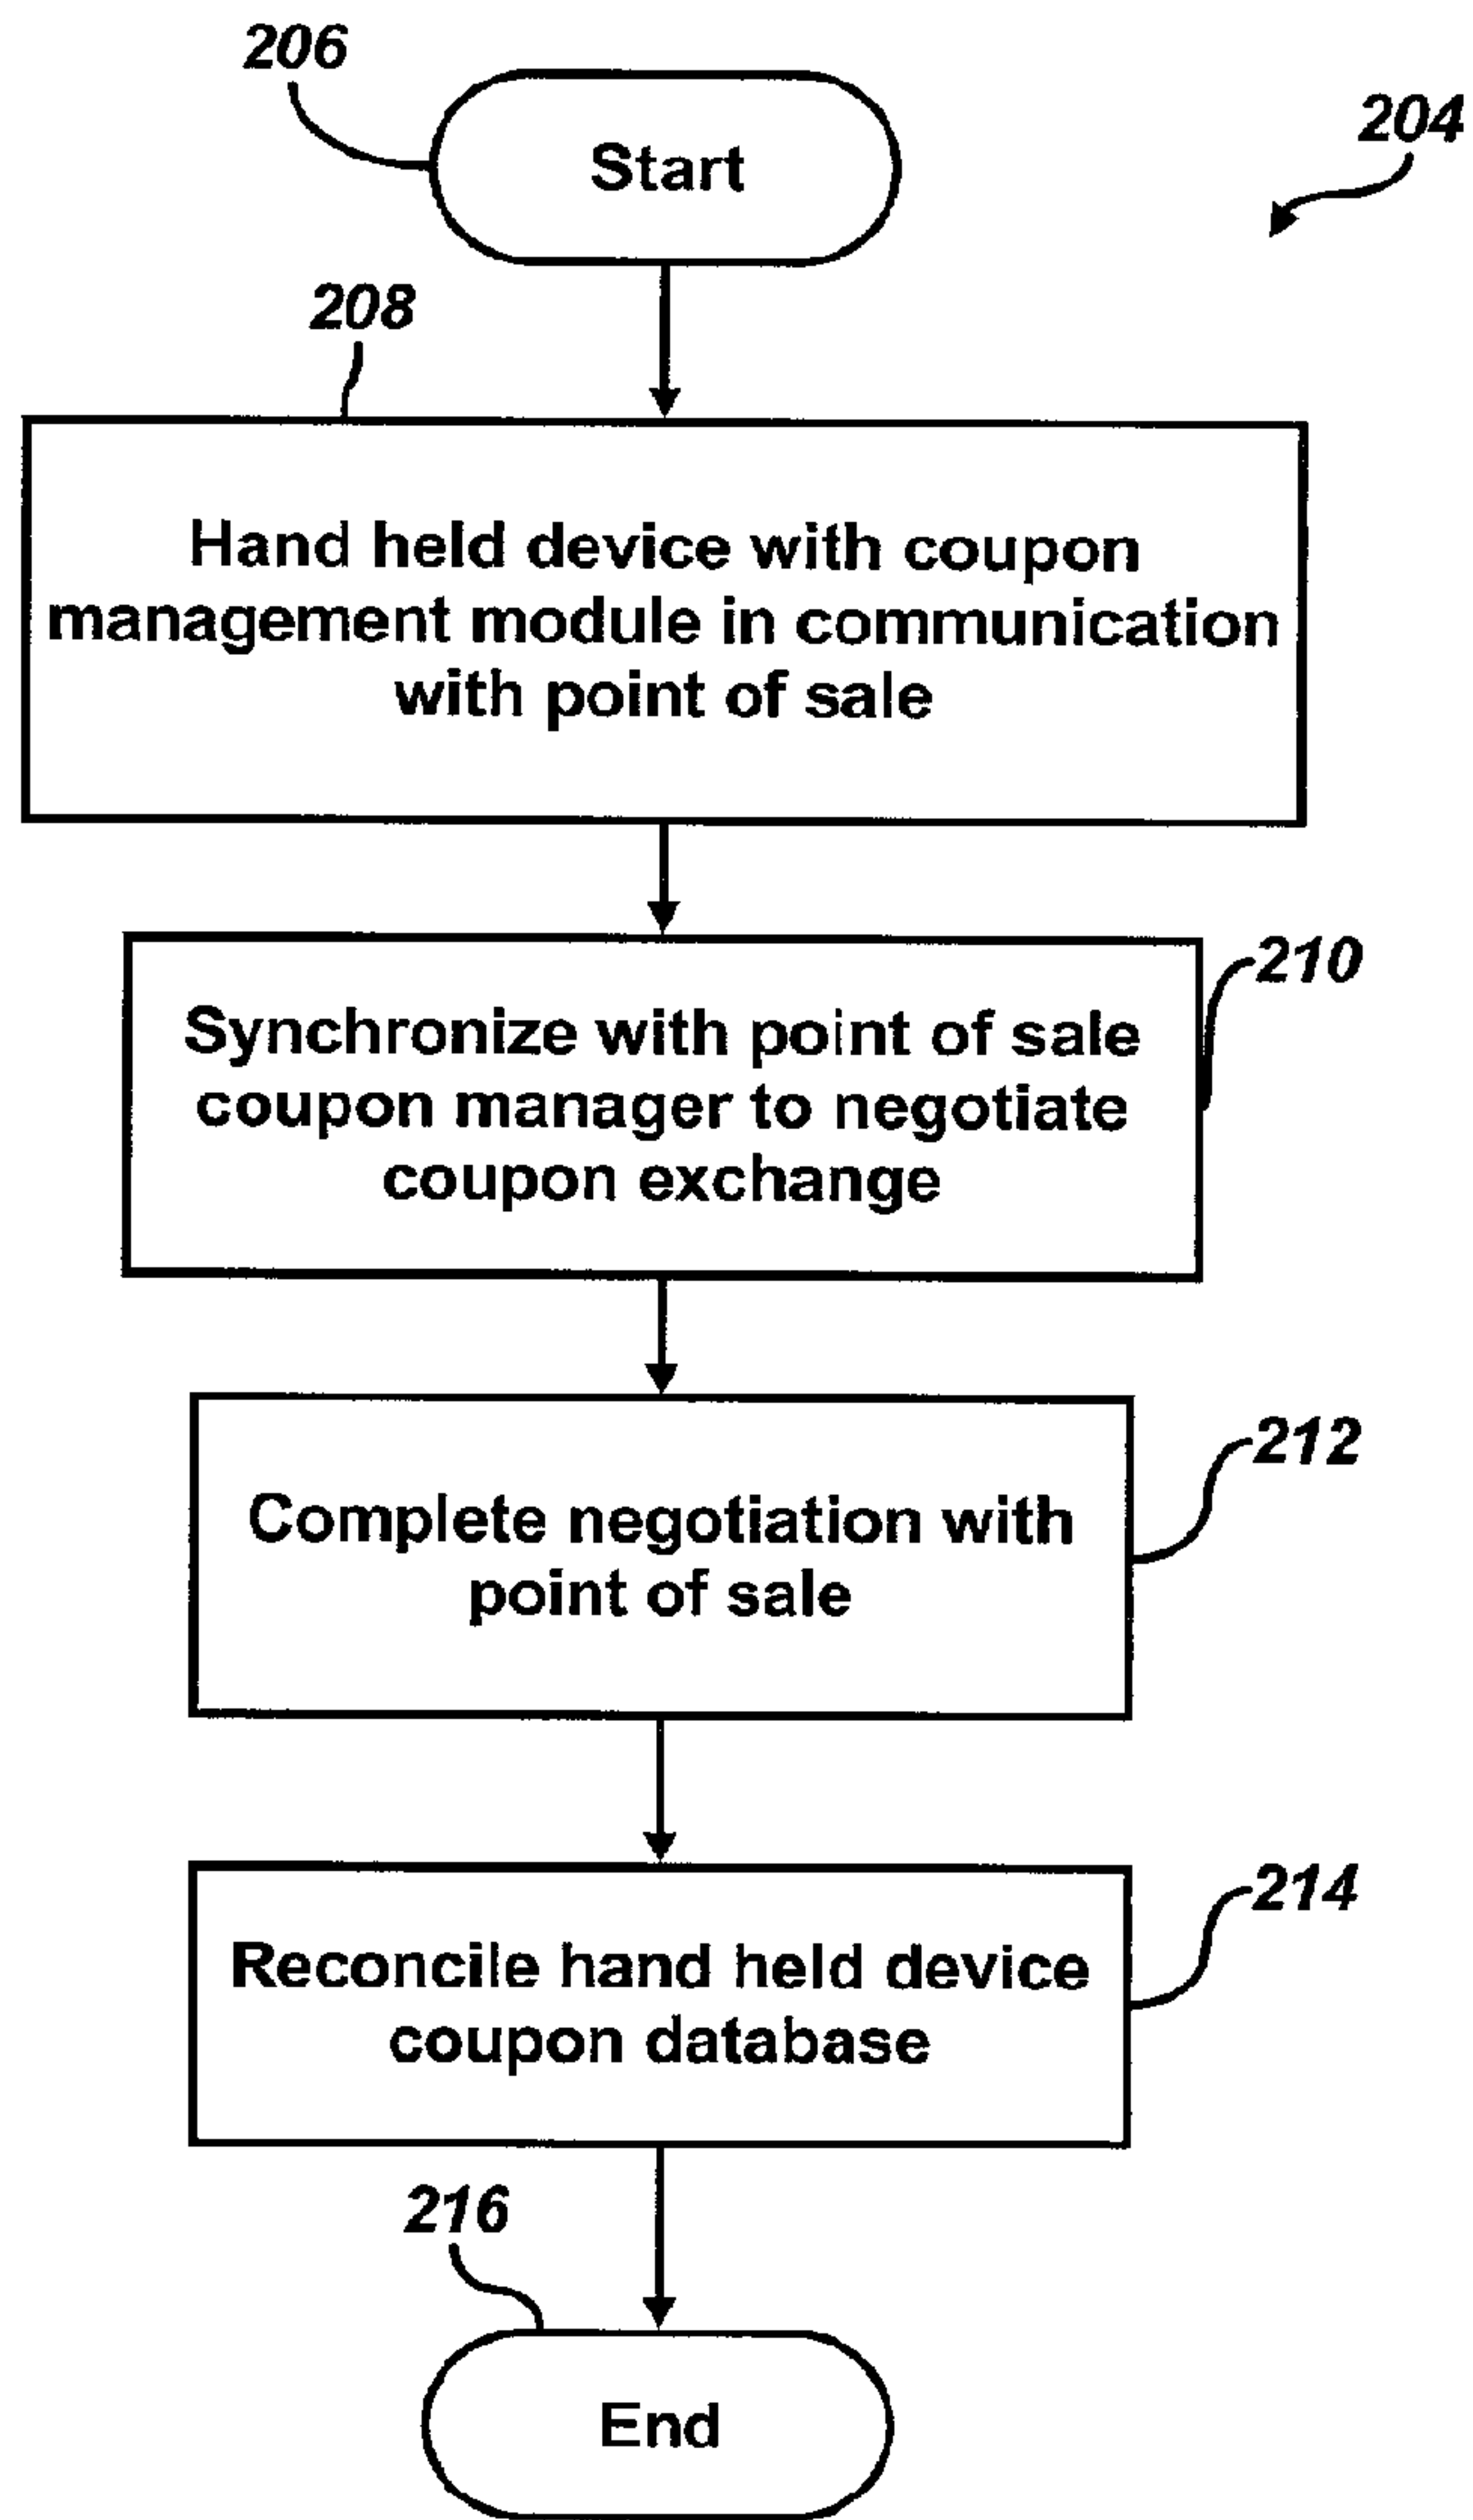 206
Start
204
208
Hand held device with coupon
management module in communication
with point of sale
210
Synchronize with point of sale
coupon manager to negotiate
coupon exchange
212
Complete negotiation with
point of sale
214
Reconcile hand held device
coupon database
216
End